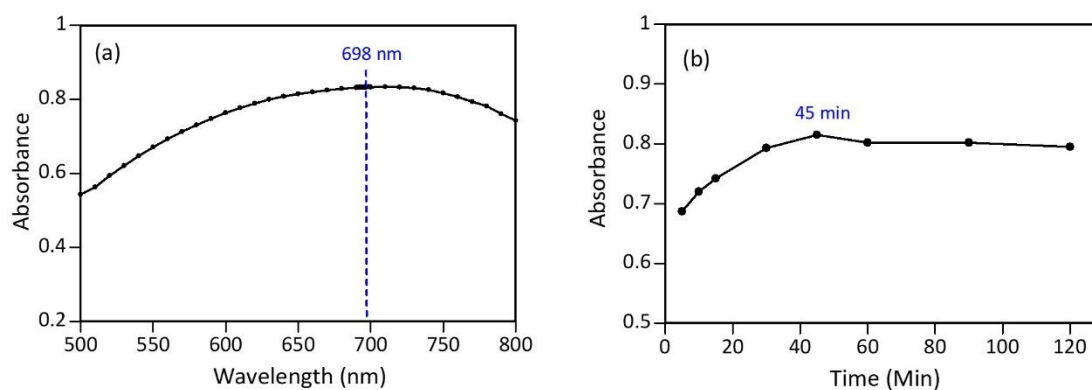 (a)
698 nm
1
0.8
0.6
0.4
0.2
500 550 600 650 700 750 800
Absorbance
Wavelength (nm)
(b)
45 min
1
0.9
0.8
0.7
0.6
0.5
0 20 40 60 80 100 120
Absorbance
Time (Min)